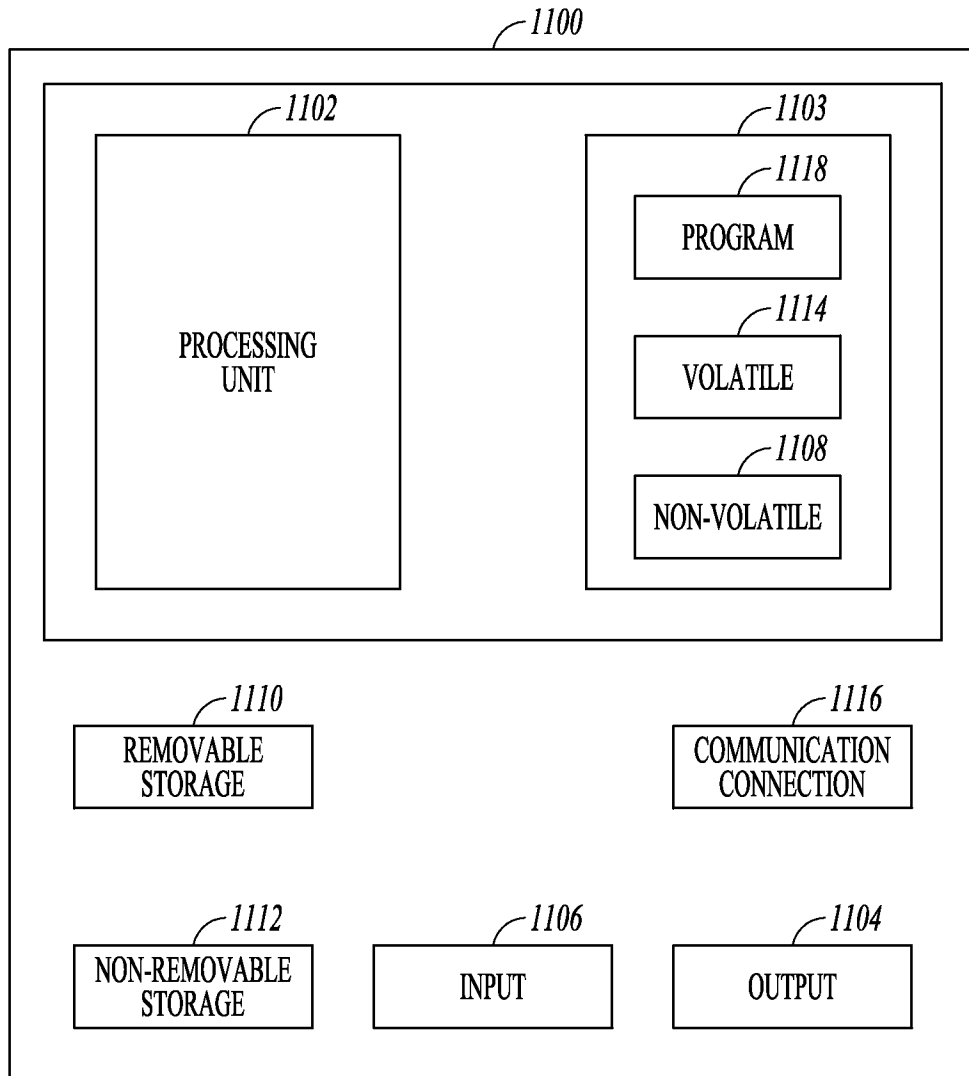 1100
1102
1103
1118
PROGRAM
1114
VOLATILE
1108
NON-VOLATILE
PROCESSING
UNIT
1110
REMOVABLE
STORAGE
1116
COMMUNICATION
CONNECTION
1112
NON-REMOVABLE
STORAGE
1106
INPUT
1104
OUTPUT